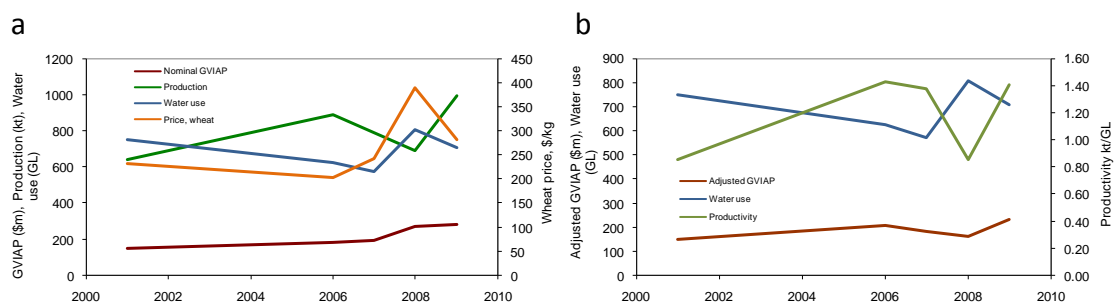 a
GVIAP ($m), Production (kt), Water
use (GL)
1200
1000
800
600
400
200
0
Nominal GVIAP
Production
Water use
Price, wheat
450
400
350
300
250
200
150
100
50
0
Wheat price, $/kg
2000 2002 2004 2006 2008 2010
b
Adjusted GVIAP ($m), Water use
(GL)
900
800
700
600
500
400
300
200
100
0
Adjusted GVIAP
Water use
Productivity
1.60
1.40
1.20
1.00
0.80
0.60
0.40
0.20
0.00
Productivity kt/GL
2000 2002 2004 2006 2008 2010